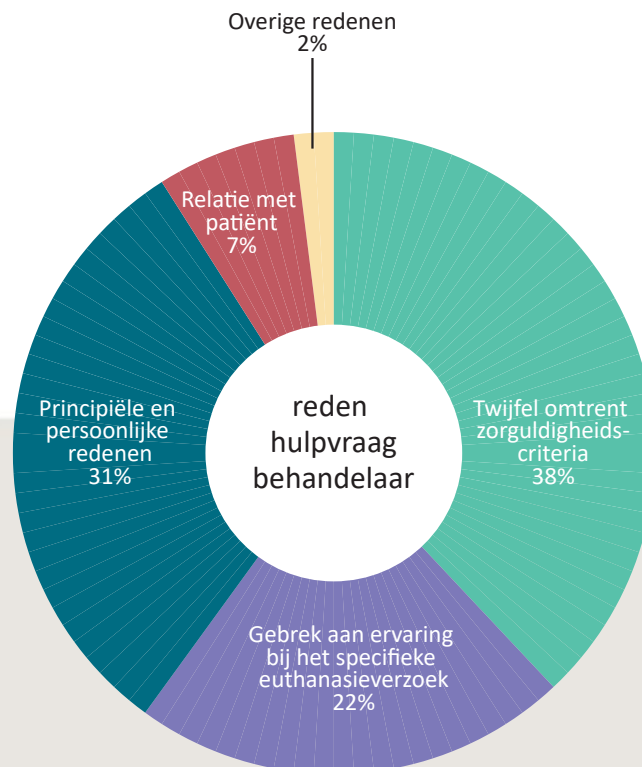 Overige redenen
2%
Relatie met
patiënt
7%
Principiële en
persoonlijke
redenen
31%
reden
hulpvraag
behandelaar
Twijfel omtrent
zorguldigheids-
criteria
38%
Gebrek aan ervaring
bij het specifieke
euthanasieverzoek
22%